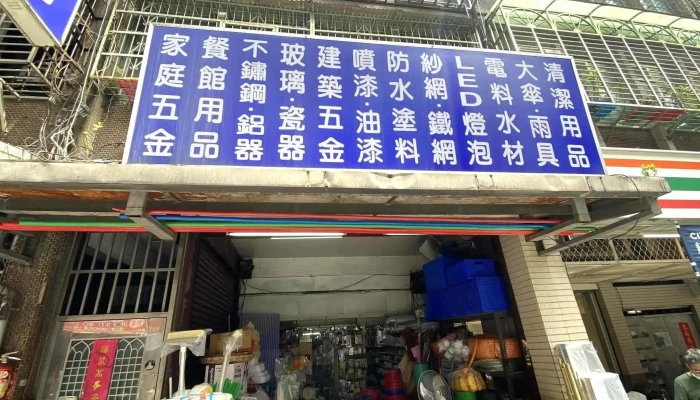 清潔用品
大傘雨具
電料水材
LED燈泡
紗網·鐵網
防水塗料
噴漆·油漆
建築五金
玻璃·瓷器
不鏽鋼·鋁器
餐館用品
家庭五金